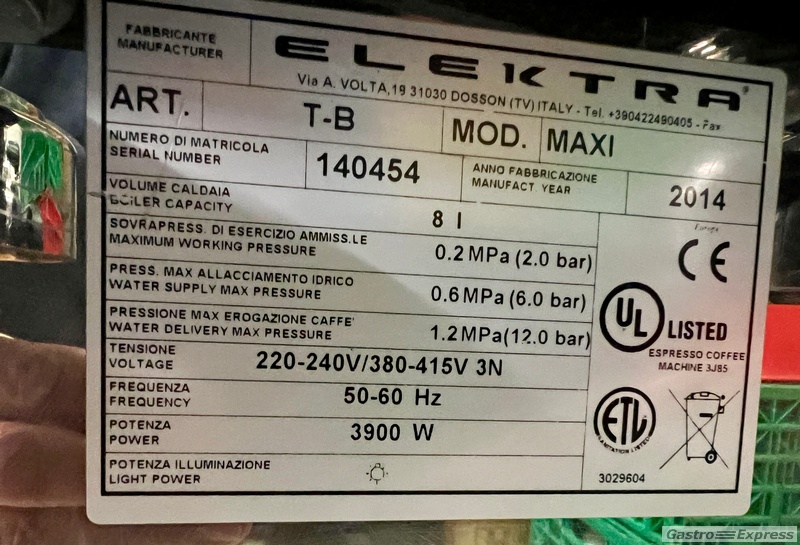 FABBRICANTE
MANUFACTURER
ELEKTRA®
Via A. VOLTA,19 31030 DOSSON (TV) ITALY - Tel. +390422490405 - Fax
ART.
T-B
MOD.
MAXI
NUMERO DI MATRICOLA
SERIAL NUMBER
140454
ANNO FABBRICAZIONE
MANUFACT. YEAR
2014
VOLUME CALDAIA
BOILER CAPACITY
8 l
SOVRAPRESS. DI ESERCIZIO AMMISS.LE
MAXIMUM WORKING PRESSURE
0.2 MPa (2.0 bar)
PRESS. MAX ALLACCIAMENTO IDRICO
WATER SUPPLY MAX PRESSURE
0.6 MPa (6.0 bar)
PRESSIONE MAX EROGAZIONE CAFFE'
WATER DELIVERY MAX PRESSURE
1.2 MPa(12.0 bar)
TENSIONE
VOLTAGE
220-240V/380-415V 3N
FREQUENZA
FREQUENCY
50-60 Hz
POTENZA
POWER
3900 W
POTENZA ILLUMINAZIONE
LIGHT POWER
Europa
CE
UL LISTED
ESPRESSO COFFEE
MACHINE 3J85
ETL
SANITATION LISTED
3029604
Gastro Express